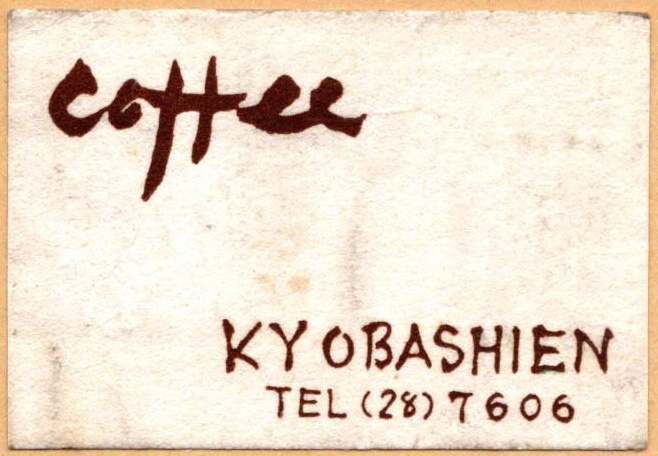 coffee
KYOBASHIEN
TEL (28) 7606